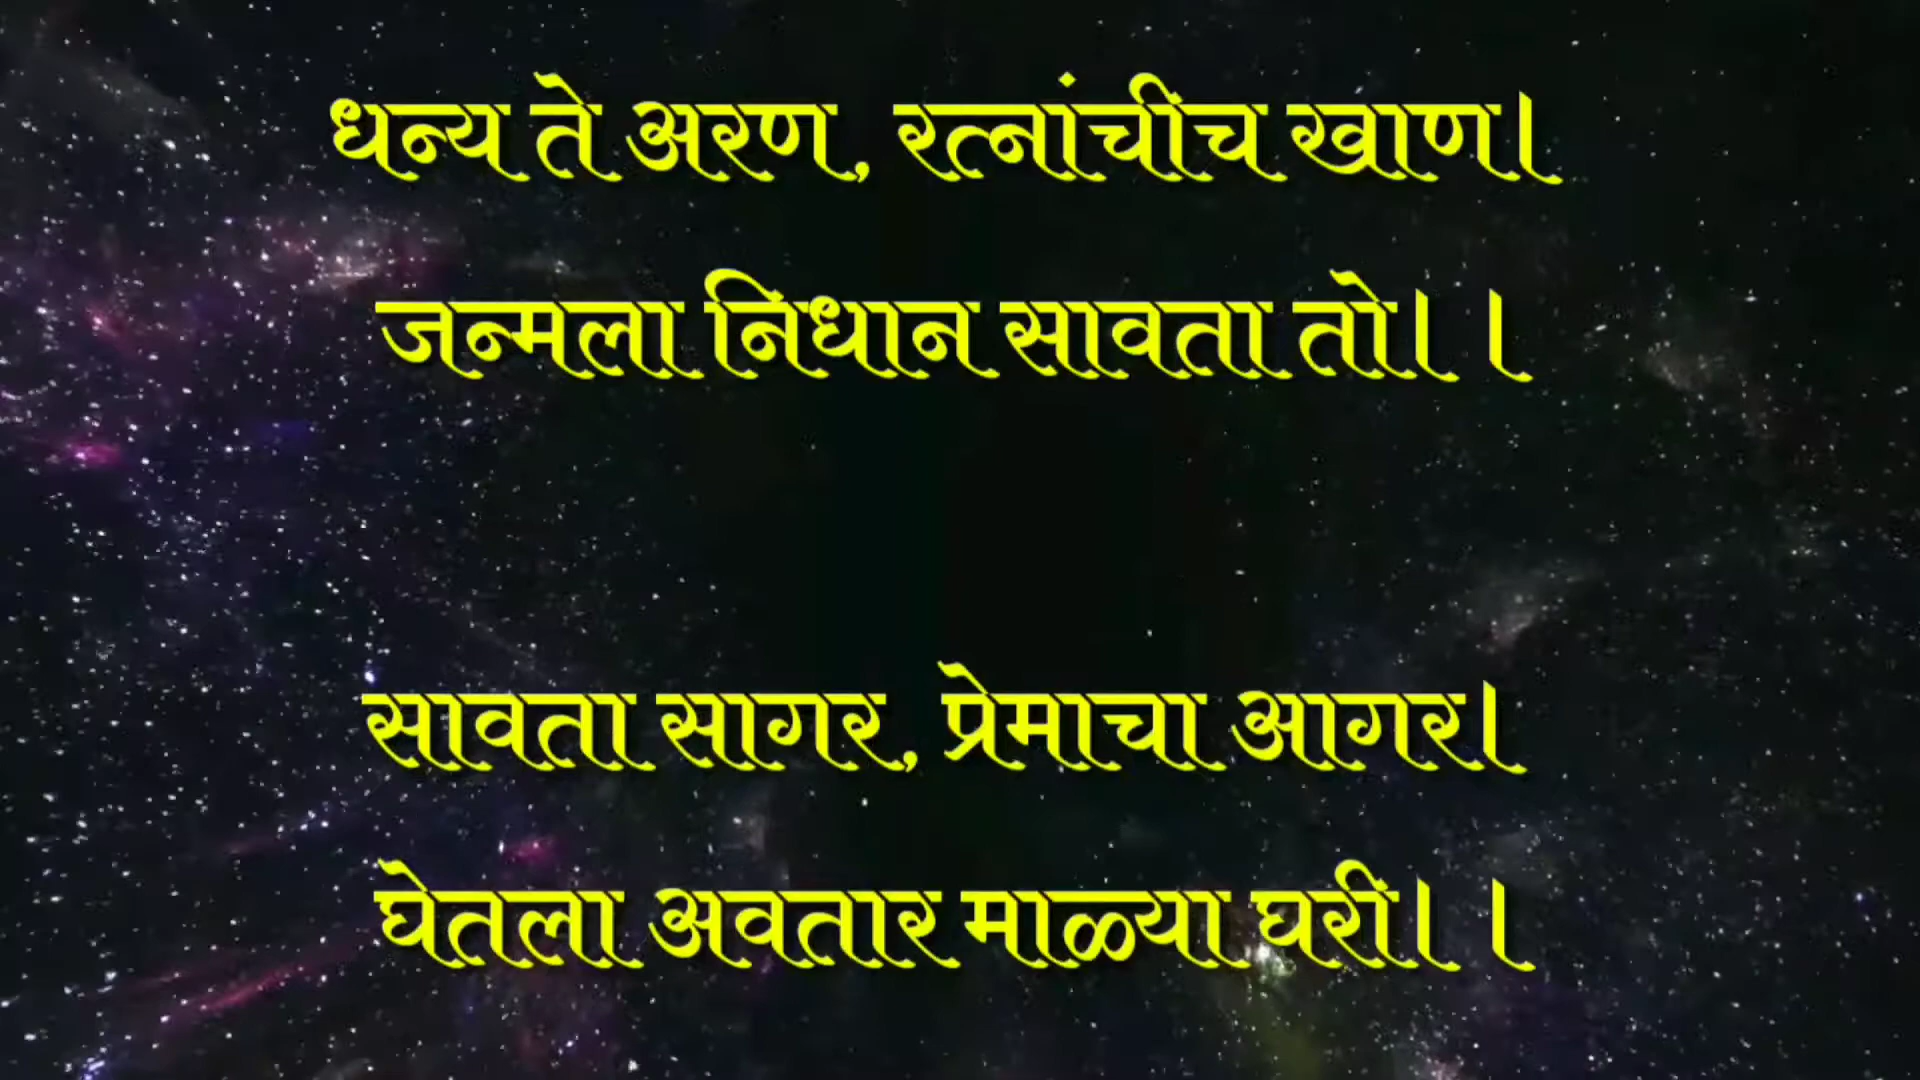 धन्य ते अरण, रत्नांचीच खाण।
जन्मला निधान सावता तो। ।
सावता सागर, प्रेमाचा आगर।
घेतला अवतार माळ्या घरी। ।